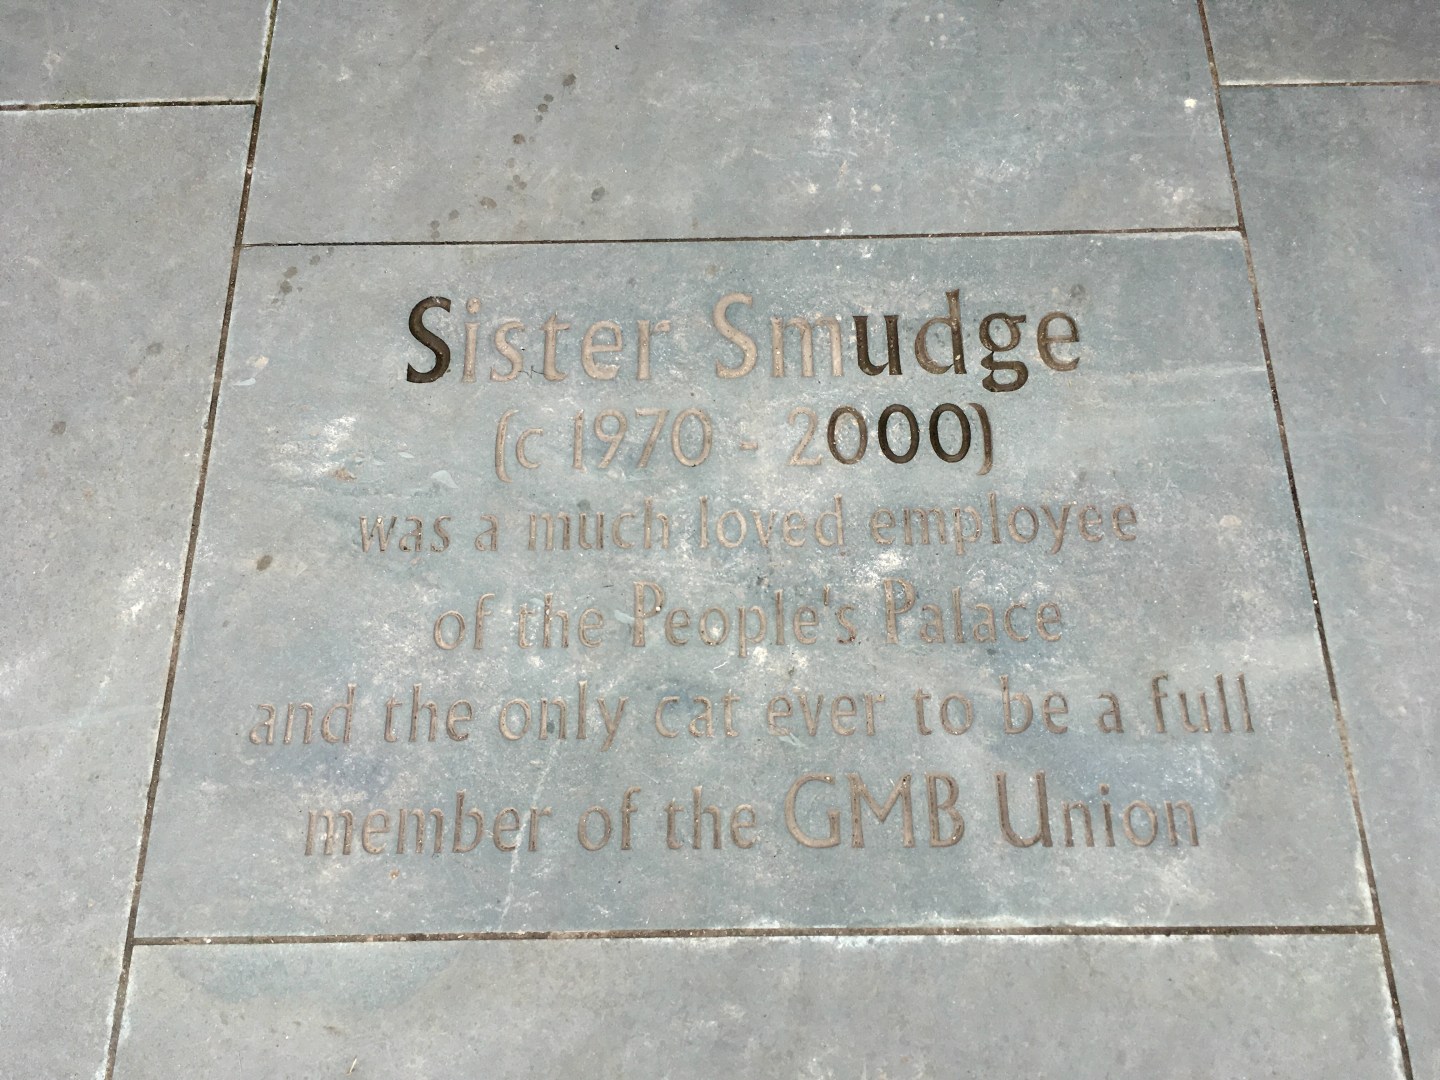 Sister Smudge
(c 1970 - 2000)
was a much loved employee
of the People's Palace
and the only cat ever to be a full
member of the GMB Union